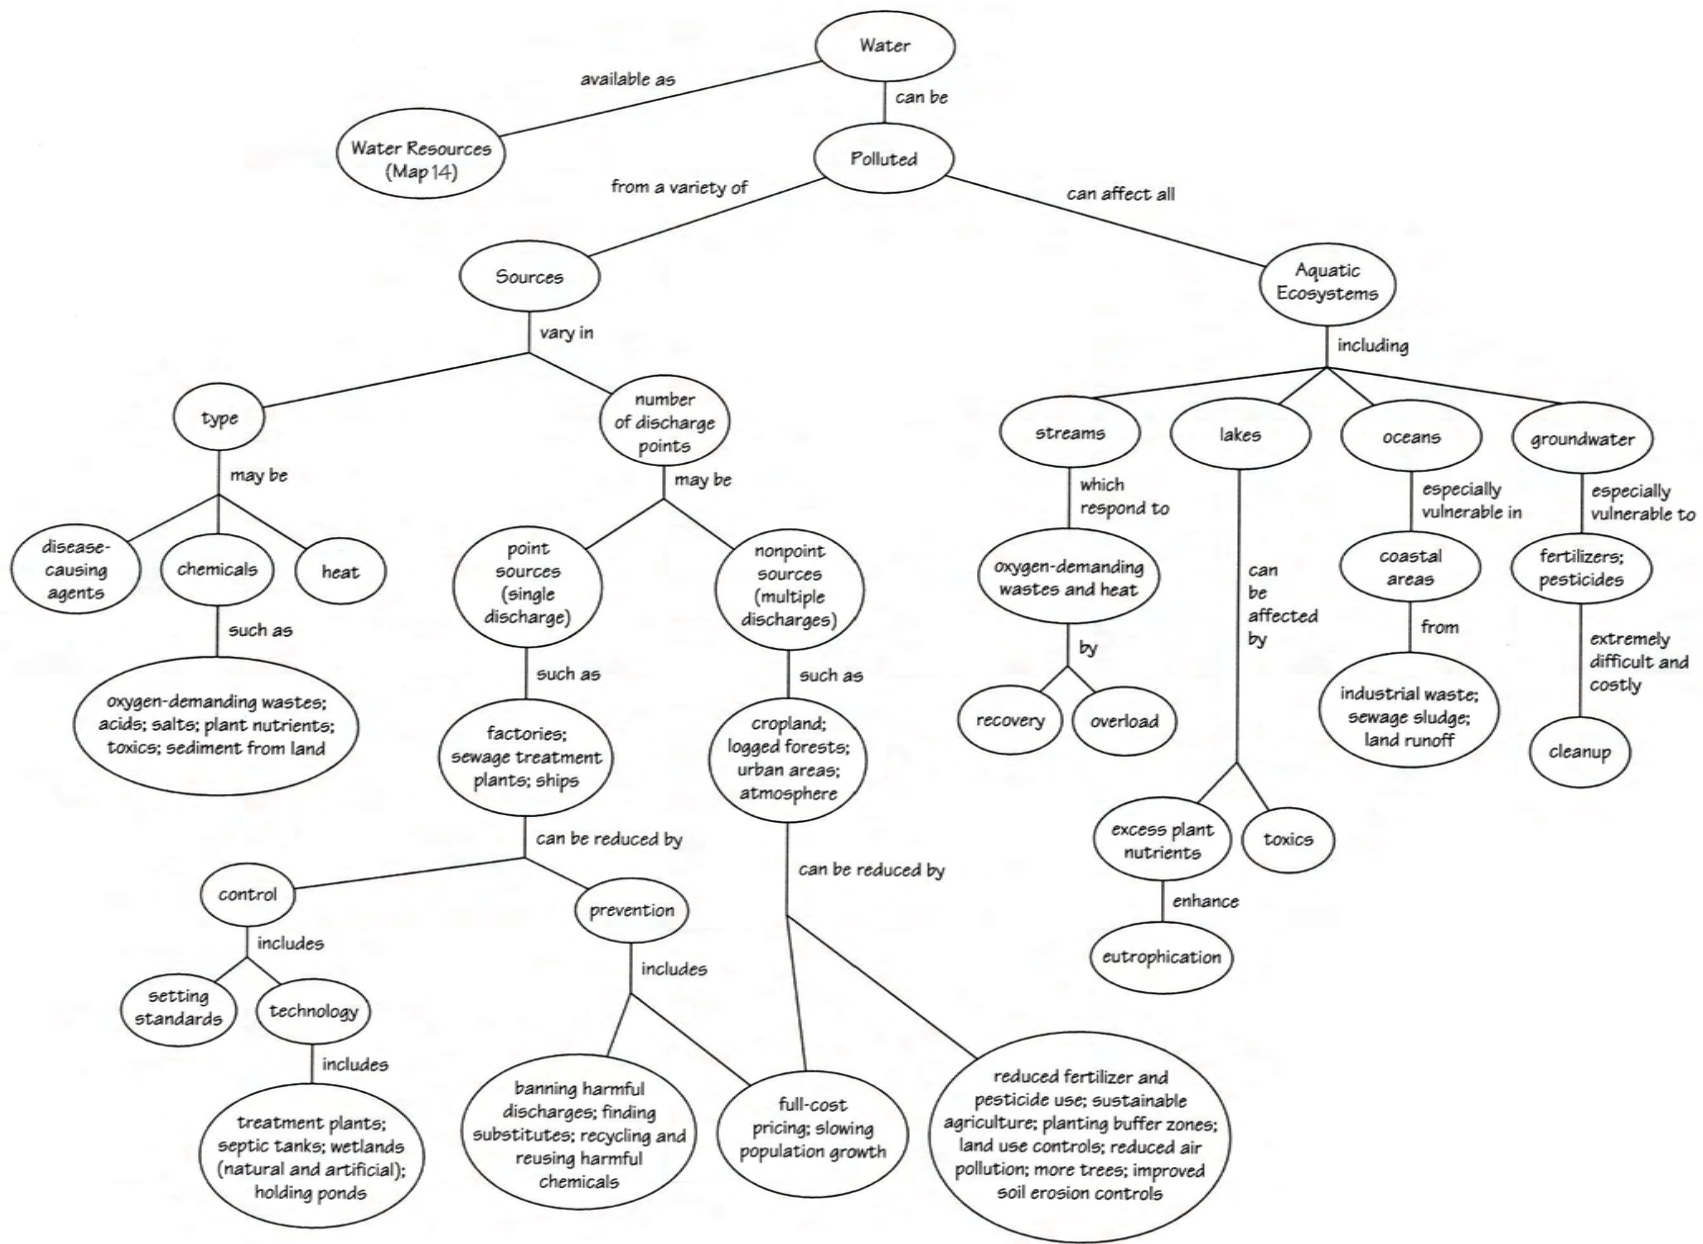 Water
available as
can be
Water Resources
(Map 14)
Polluted
from a variety of
can affect all
Sources
Aquatic
Ecosystems
vary in
including
type
number
of discharge
points
streams
lakes
oceans
groundwater
may be
may be
which
respond to
especially
vulnerable in
especially
vulnerable to
disease-
causing
agents
chemicals
heat
point
sources
(single
discharge)
nonpoint
sources
(multiple
discharges)
oxygen-demanding
wastes and heat
can
be
affected
by
coastal
areas
fertilizers;
pesticides
such as
such as
such as
by
from
extremely
difficult and
costly
oxygen-demanding wastes;
acids; salts; plant nutrients;
toxics; sediment from land
factories;
sewage treatment
plants; ships
cropland;
logged forests;
urban areas;
atmosphere
recovery
overload
industrial waste;
sewage sludge;
land runoff
cleanup
can be reduced by
can be reduced by
excess plant
nutrients
toxics
control
prevention
enhance
includes
includes
eutrophication
setting
standards
technology
includes
treatment plants;
septic tanks; wetlands
(natural and artificial);
holding ponds
banning harmful
discharges; finding
substitutes; recycling and
reusing harmful
chemicals
full-cost
pricing; slowing
population growth
reduced fertilizer and
pesticide use; sustainable
agriculture; planting buffer zones;
land use controls; reduced air
pollution; more trees; improved
soil erosion controls